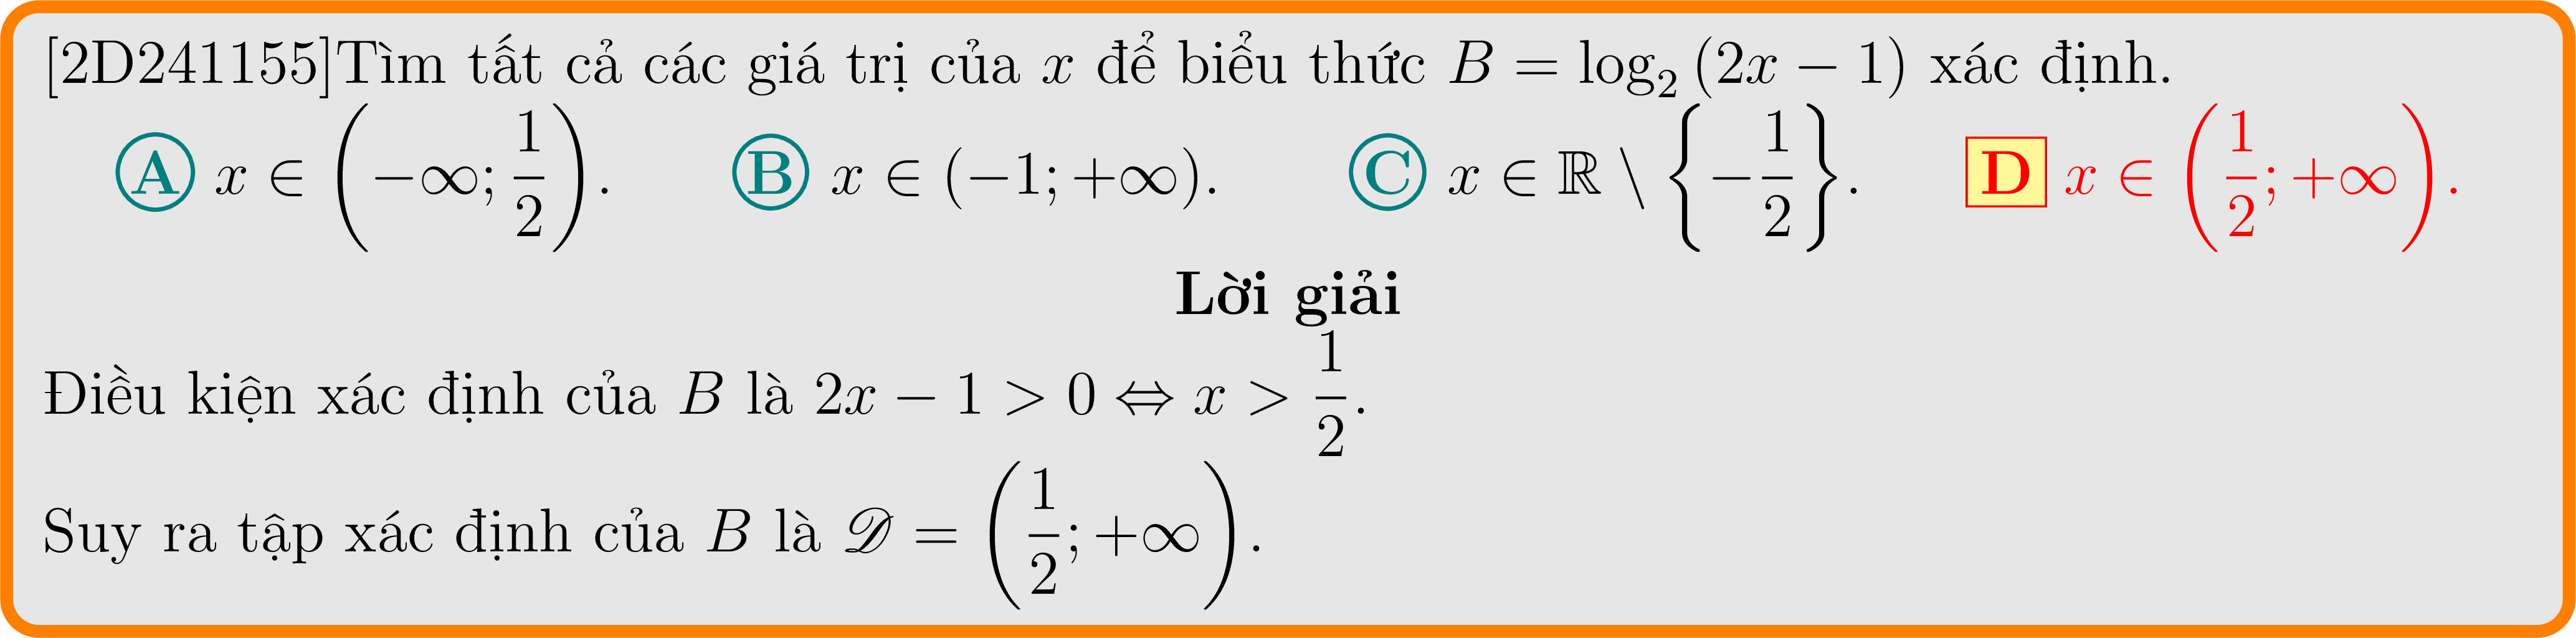 [2D241155]Tìm tất cả các giá trị của $x$ để biểu thức $B = \log_2 (2x - 1)$ xác định.
A $x \in \left(-\infty; \frac{1}{2}\right)$. B $x \in (-1; +\infty)$. C $x \in \mathbb{R} \setminus \left\{-\frac{1}{2}\right\}$. D $x \in \left(\frac{1}{2}; +\infty\right)$.
Lời giải
Điều kiện xác định của $B$ là $2x - 1 > 0 \Leftrightarrow x > \frac{1}{2}$.
Suy ra tập xác định của $B$ là $\mathscr{D} = \left(\frac{1}{2}; +\infty\right)$.